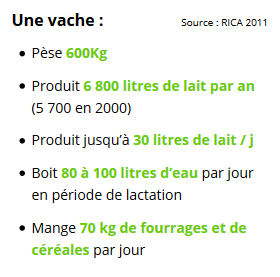 Une vache :
Source : RICA 2011
• Pèse 600Kg
• Produit 6 800 litres de lait par an
(5 700 en 2000)
• Produit jusqu’à 30 litres de lait / j
• Boit 80 à 100 litres d’eau par jour
en période de lactation
• Mange 70 kg de fourrages et de
céréales par jour